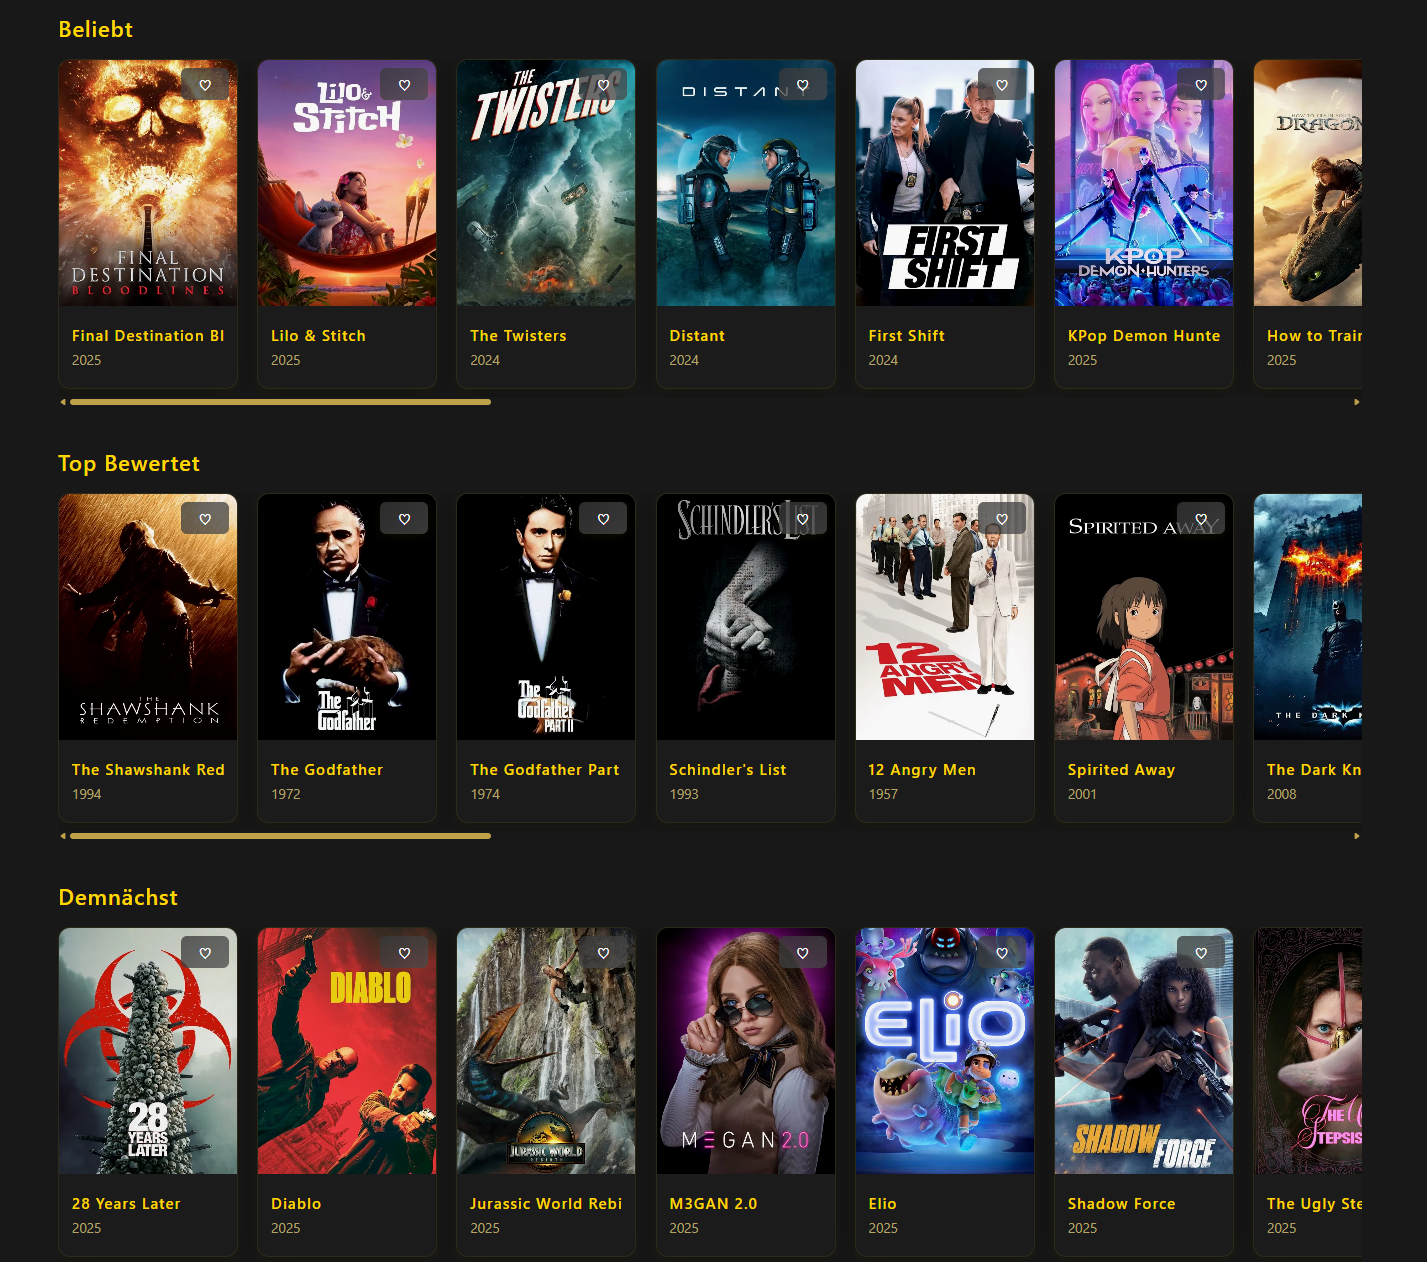 Beliebt
FINAL
DESTINATION
BLOODLINES
Final Destination Bl
2025
Lilo &
Stitch
Lilo & Stitch
2025
THE
TWISTERS
The Twisters
2024
DISTANT
Distant
2024
FIRST
SHIFT
First Shift
2024
KPOP
DEMON HUNTERS
KPop Demon Hunte
2025
HOW TO TRAIN YOUR
DRAGON
How to Train
2025
Top Bewertet
THE
SHAWSHANK
REDEMPTION
The Shawshank Red
1994
The
Godfather
The Godfather
1972
The
Godfather
PART II
The Godfather Part
1974
SCHINDLER'S LIST
Schindler's List
1993
12
ANGRY
MEN
12 Angry Men
1957
SPIRITED AWAY
Spirited Away
2001
THE DARK K
The Dark Kn
2008
Demnächst
28
YEARS
LATER
28 Years Later
2025
DIABLO
Diablo
2025
JURASSIC WORLD
REBIRTH
Jurassic World Rebi
2025
M3GAN 2.0
M3GAN 2.0
2025
ELIO
Elio
2025
SHADOW
FORCE
Shadow Force
2025
THE U
STEPSIS
The Ugly Ste
2025